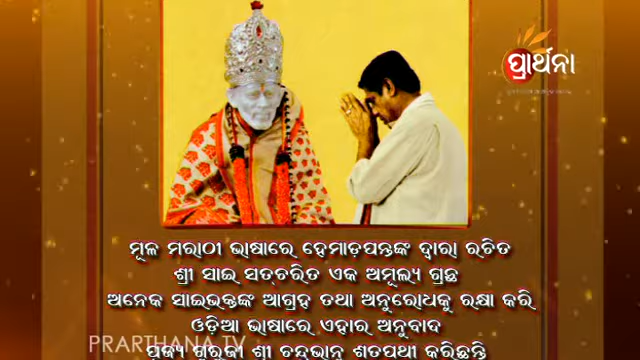 ପ୍ରାର୍ଥନା
ମୂଳ ମରାଠୀ ଭାଷାରେ ହେମାଡ଼ପନ୍ତଙ୍କ ଦ୍ୱାରା ରଚିତ
ଶ୍ରୀ ସାଇ ସତ୍‌ଚରିତ ଏକ ଅମୂଲ୍ୟ ଗ୍ରନ୍ଥ
ଅନେକ ସାଇଭକ୍ତଙ୍କ ଆଗ୍ରହ ତଥା ଅନୁରୋଧକୁ ରକ୍ଷା କରି
ଓଡ଼ିଆ ଭାଷାରେ ଏହାର ଅନୁବାଦ
ପୂଜ୍ୟ ଗୁରୁଜୀ ଶ୍ରୀ ଚନ୍ଦ୍ରଭାନୁ ଶତପଥୀ କରିଛନ୍ତି
PRARTHANA TV